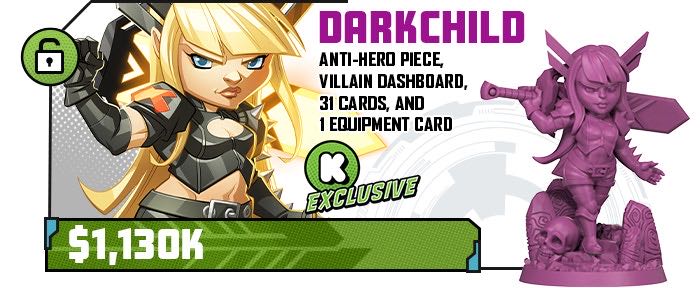 DARKCHILD
ANTI-HERO PIECE,
VILLAIN DASHBOARD,
31 CARDS, AND
1 EQUIPMENT CARD
K
EXCLUSIVE
$1,130K